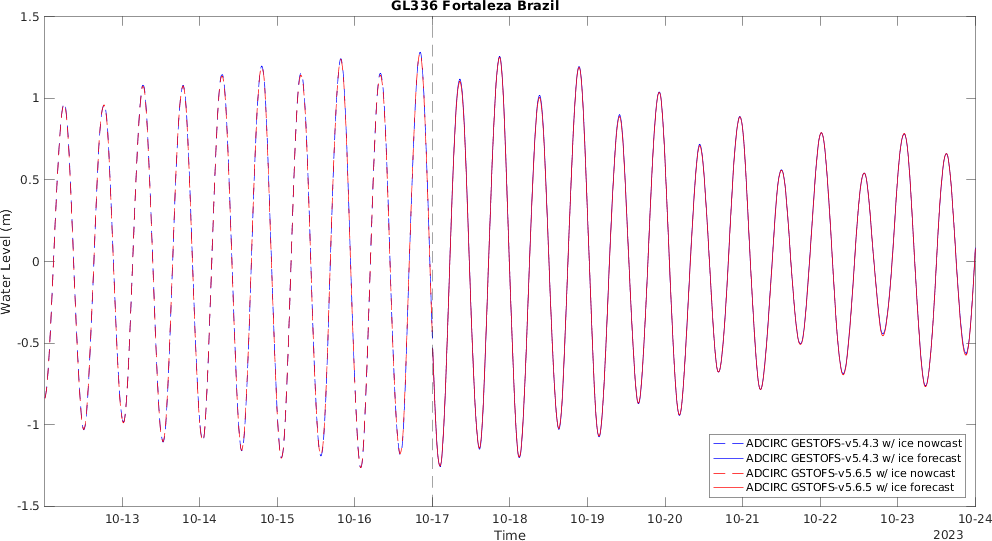 GL336 Fortaleza Brazil
1.5
1
0.5
0
-0.5
-1
-1.5
Water Level (m)
10-13
10-14
10-15
10-16
10-17
10-18
10-19
10-20
10-21
10-22
10-23
10-24
Time
2023
ADCIRC GESTOFS-v5.4.3 w/ ice nowcast
ADCIRC GESTOFS-v5.4.3 w/ ice forecast
ADCIRC GSTOFS-v5.6.5 w/ ice nowcast
ADCIRC GSTOFS-v5.6.5 w/ ice forecast